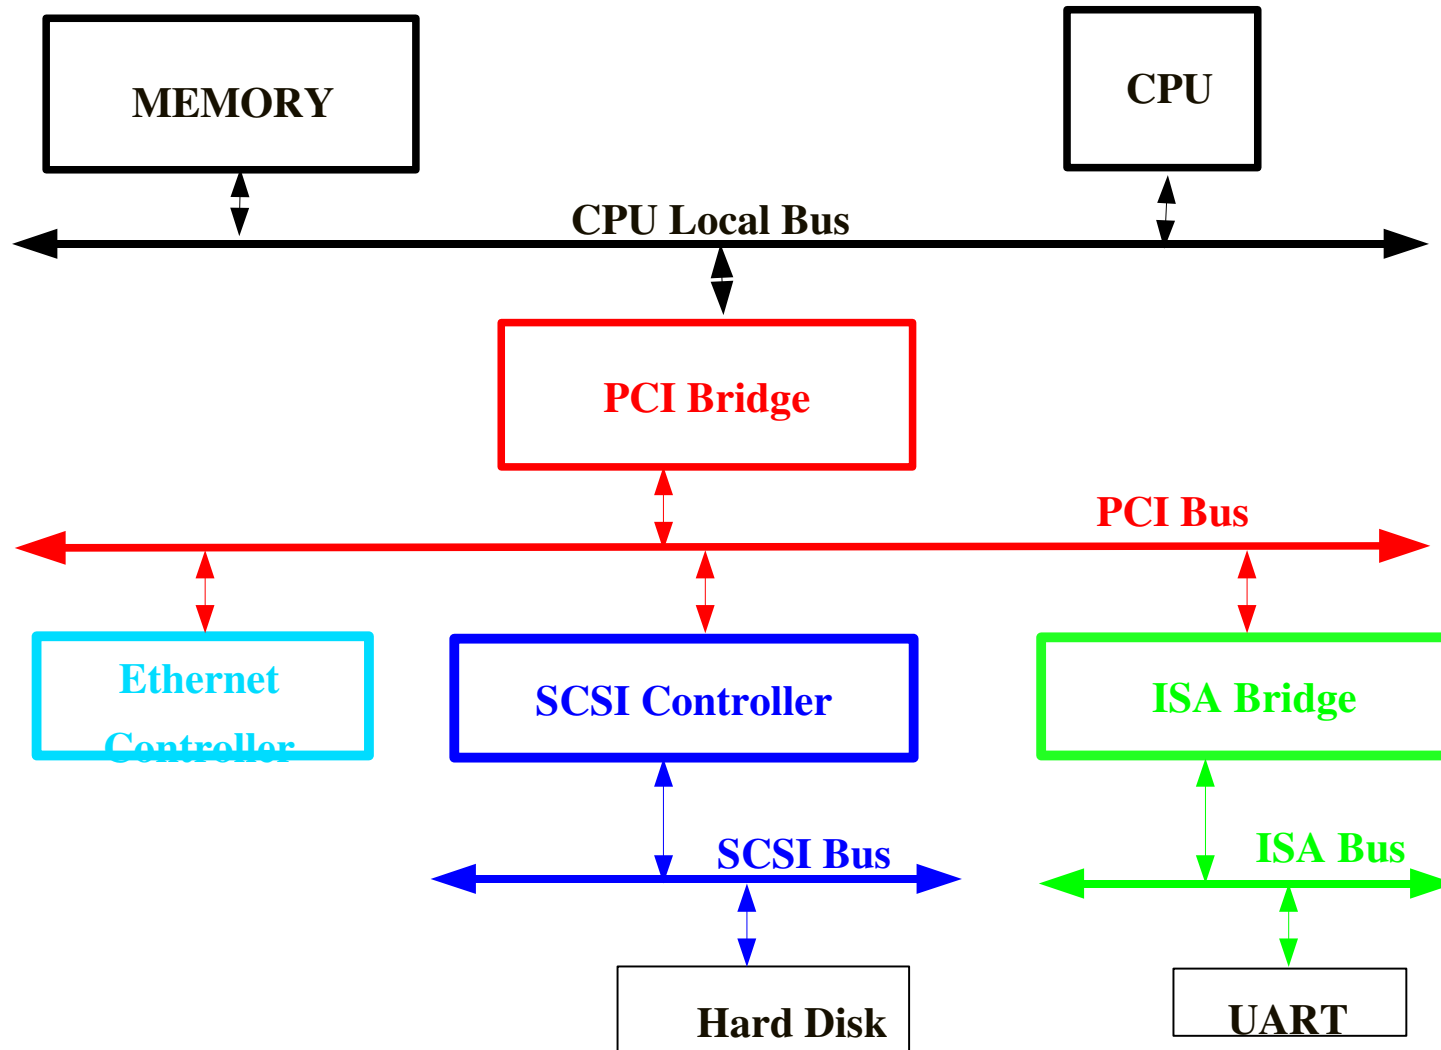 MEMORY
CPU
CPU Local Bus
PCI Bridge
PCI Bus
Ethernet
Controller
SCSI Controller
ISA Bridge
SCSI Bus
ISA Bus
Hard Disk
UART